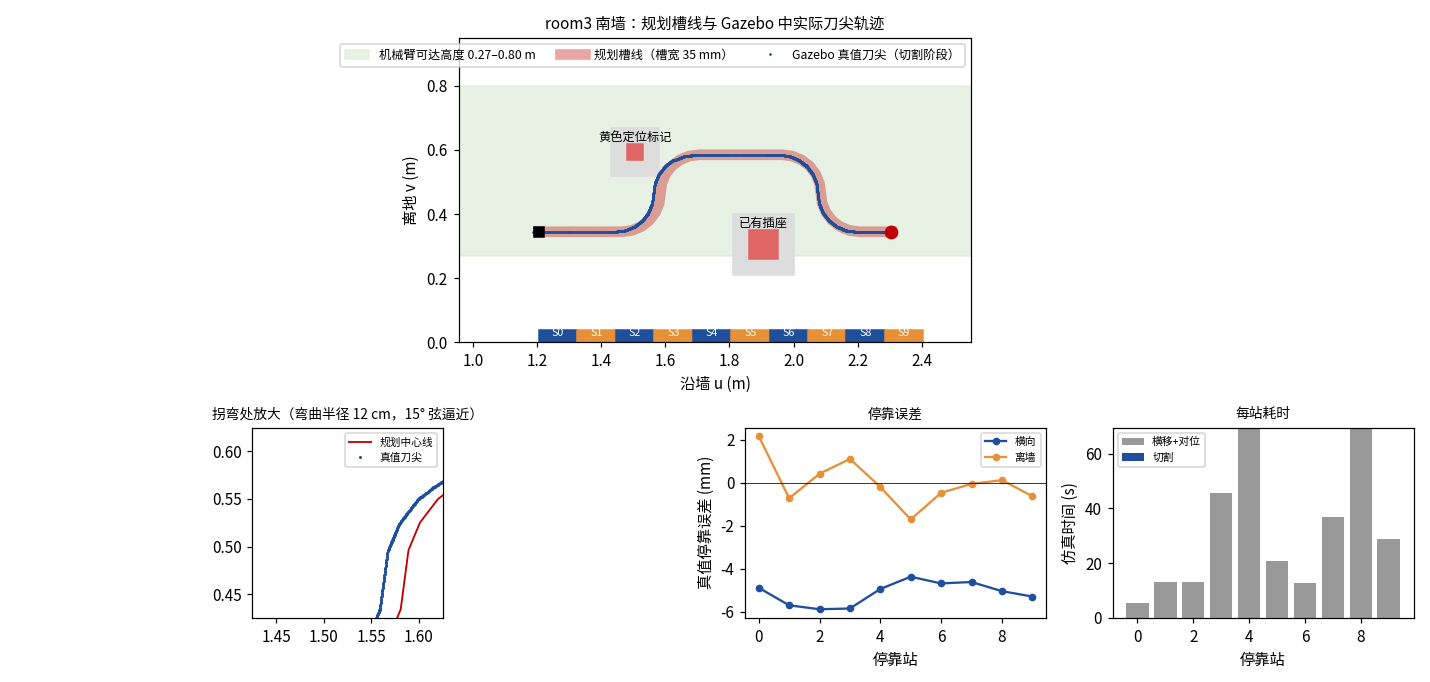 room3 南墙：规划槽线与 Gazebo 中实际刀尖轨迹
机械臂可达高度 0.27–0.80 m
规划槽线（槽宽 35 mm）
Gazebo 真值刀尖（切割阶段）
离地 v (m)
0.8
0.6
0.4
0.2
0.0
黄色定位标记
已有插座
S0 S1 S2 S3 S4 S5 S6 S7 S8 S9
1.0 1.2 1.4 1.6 1.8 2.0 2.2 2.4
沿墙 u (m)
拐弯处放大（弯曲半径 12 cm，15° 弦逼近）
规划中心线
真值刀尖
0.60
0.55
0.50
0.45
1.45 1.50 1.55 1.60
停靠误差
横向
离墙
真值停靠误差 (mm)
2
0
-2
-4
-6
0 2 4 6 8
停靠站
每站耗时
横移+对位
切割
仿真时间 (s)
60
40
20
0
0 2 4 6 8
停靠站